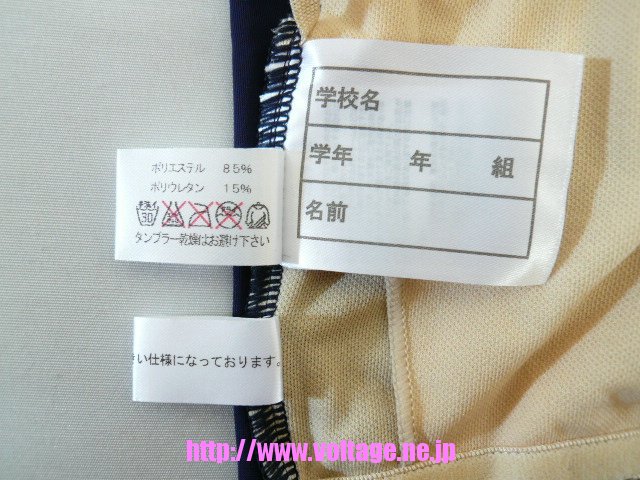 学校名
学年 年 組
名前
ポリエステル 85%
ポリウレタン 15%
30
タンブラー乾燥はお避け下さい
い仕様になっております。
http://www.voltage.ne.jp